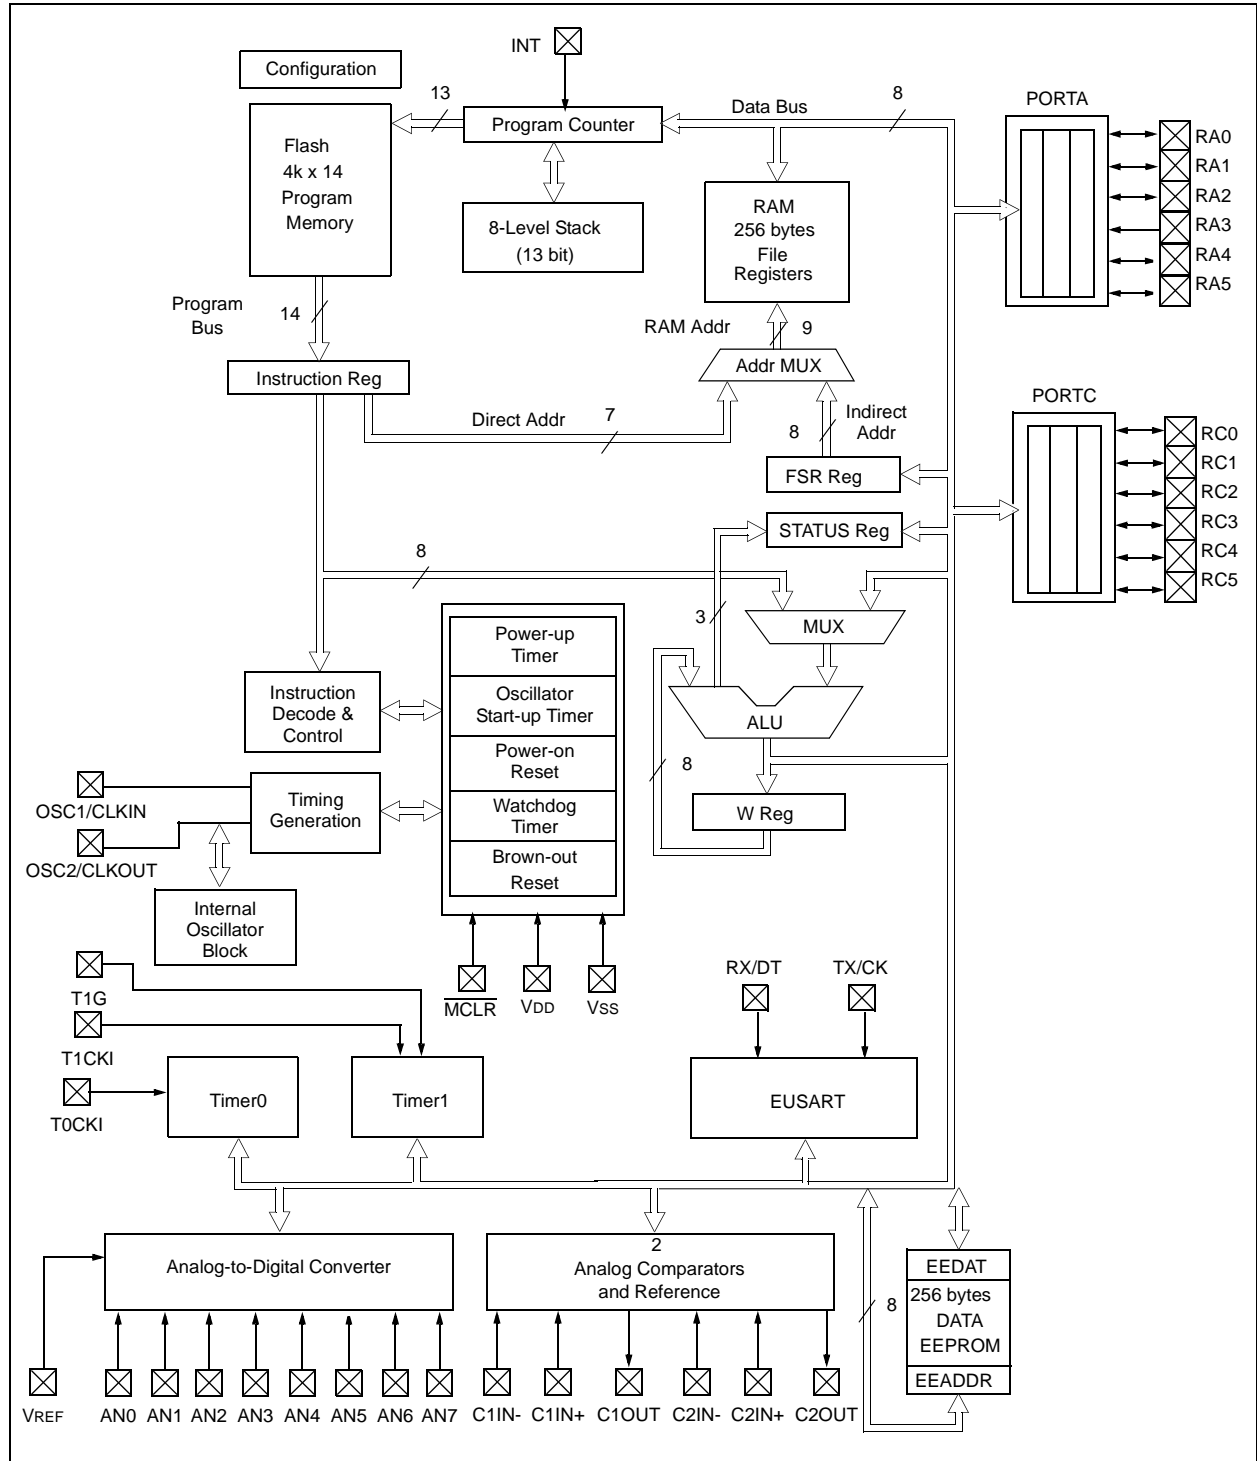 INT
Configuration
13
Program Counter
Data Bus
8
PORTA
Flash
4k x 14
Program
Memory
8-Level Stack
(13 bit)
RAM
256 bytes
File
Registers
RA0
RA1
RA2
RA3
RA4
RA5
Program
Bus
14
RAM Addr
9
Addr MUX
Instruction Reg
Direct Addr
7
8
Indirect
Addr
FSR Reg
PORTC
RC0
RC1
RC2
RC3
RC4
RC5
STATUS Reg
8
3
MUX
Power-up
Timer
Oscillator
Start-up Timer
Power-on
Reset
Watchdog
Timer
Brown-out
Reset
Instruction
Decode &
Control
ALU
8
W Reg
OSC1/CLKIN
Timing
Generation
OSC2/CLKOUT
Internal
Oscillator
Block
MCLR
VDD
VSS
RX/DT
TX/CK
T1G
T1CKI
T0CKI
Timer0
Timer1
EUSART
Analog-to-Digital Converter
2
Analog Comparators
and Reference
EEDAT
256 bytes
DATA
EEPROM
EEADDR
8
VREF
AN0
AN1
AN2
AN3
AN4
AN5
AN6
AN7
C1IN-
C1IN+
C1OUT
C2IN-
C2IN+
C2OUT